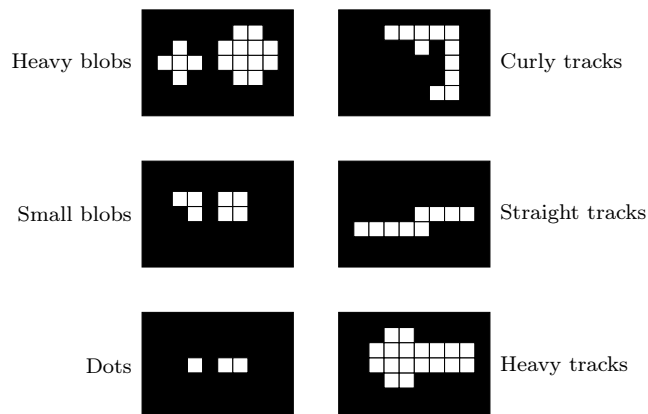 Heavy blobs
Curly tracks
Small blobs
Straight tracks
Dots
Heavy tracks